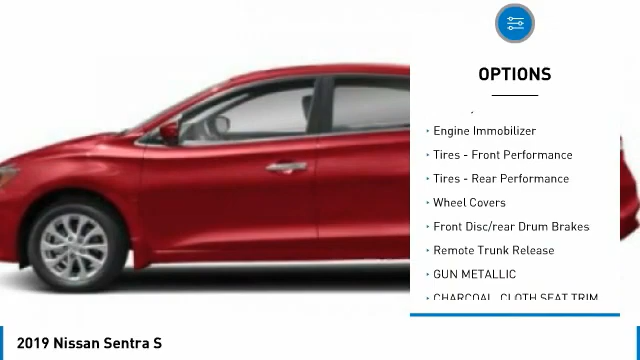 OPTIONS
Engine Immobilizer
Tires - Front Performance
Tires - Rear Performance
Wheel Covers
Front Disc/rear Drum Brakes
Remote Trunk Release
GUN METALLIC
CHARCOAL, CLOTH SEAT TRIM
2019 Nissan Sentra S